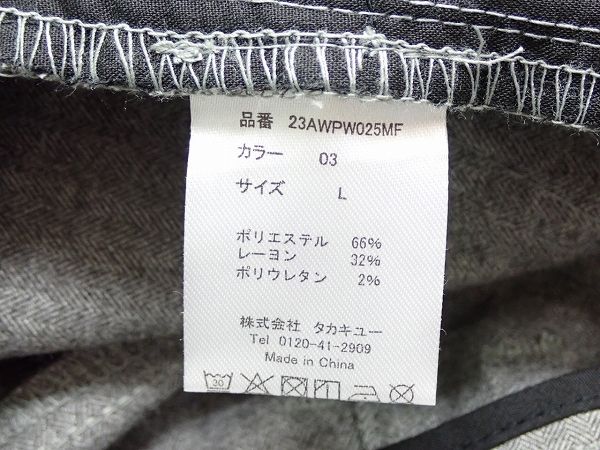 品番 23AWPW025MF
カラー 03
サイズ L
ポリエステル 66%
レーヨン 32%
ポリウレタン 2%
株式会社 タカキュー
Tel 0120-41-2909
Made in China
30